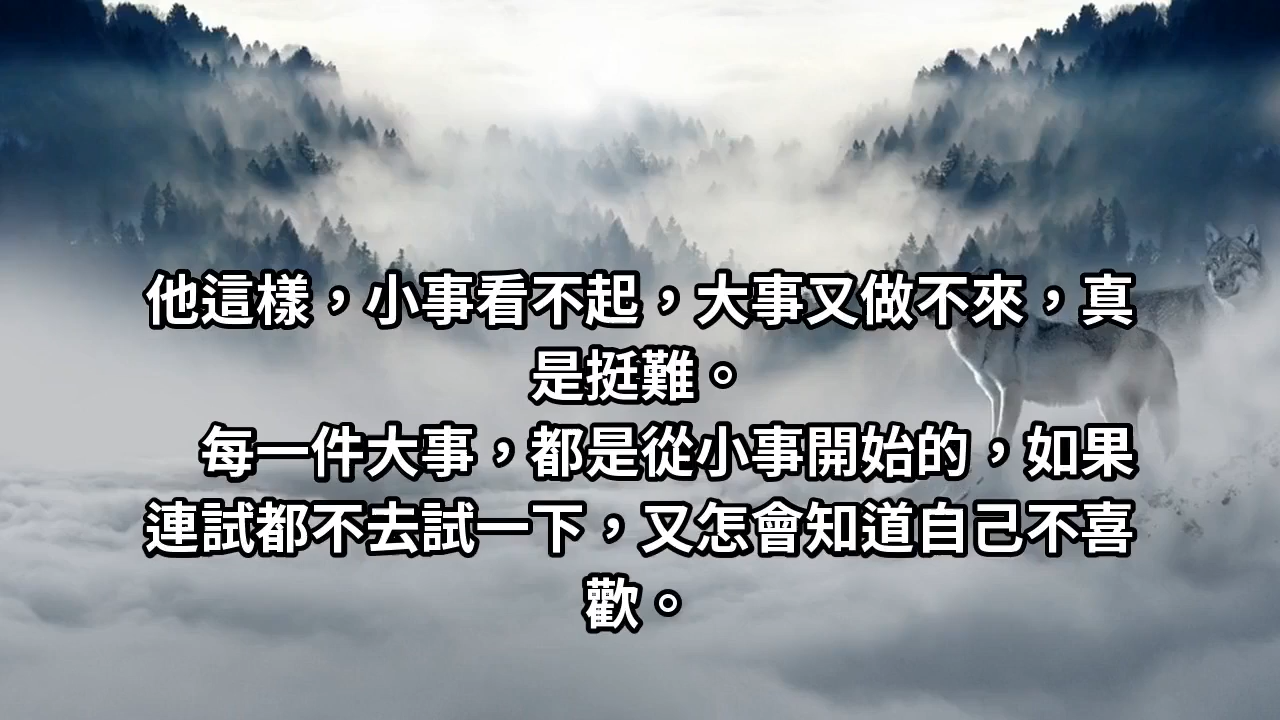 他這樣，小事看不起，大事又做不來，真
是挺難。
每一件大事，都是從小事開始的，如果
連試都不去試一下，又怎會知道自己不喜
歡。